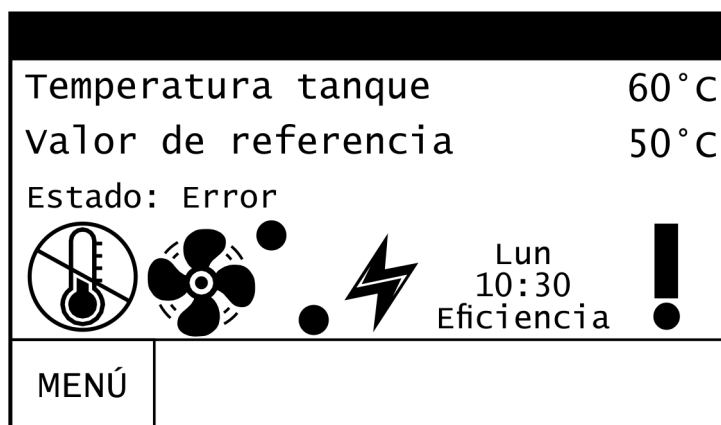 Temperatura tanque 60°C
Valor de referencia 50°C
Estado: Error
Lun
10:30
Eficiencia
MENÚ